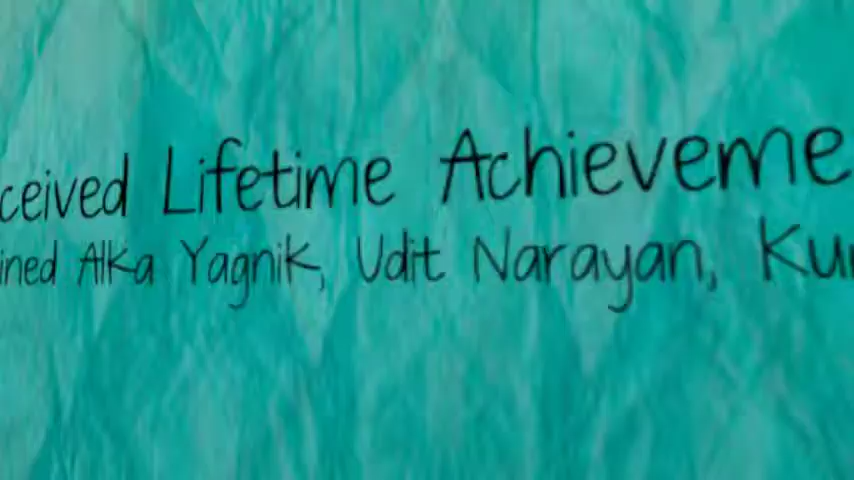 ceived Lifetime Achieveme
ined Alka Yagnik, Udit Narayan, Ku